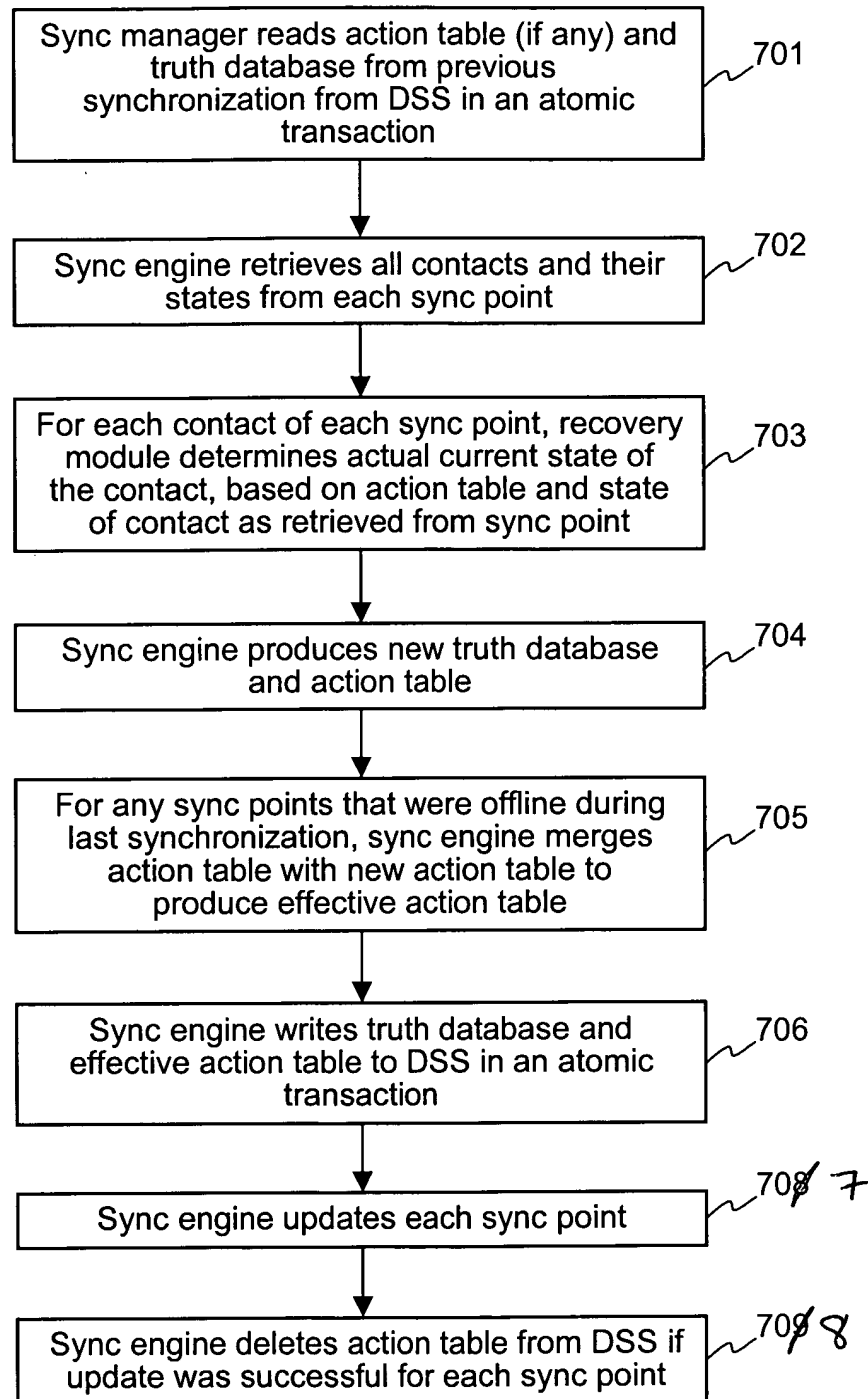 Sync manager reads action table (if any) and
truth database from previous
synchronization from DSS in an atomic
transaction
701
Sync engine retrieves all contacts and their
states from each sync point
702
For each contact of each sync point, recovery
module determines actual current state of
the contact, based on action table and state
of contact as retrieved from sync point
703
Sync engine produces new truth database
and action table
704
For any sync points that were offline during
last synchronization, sync engine merges
action table with new action table to
produce effective action table
705
Sync engine writes truth database and
effective action table to DSS in an atomic
transaction
706
Sync engine updates each sync point
708 7
Sync engine deletes action table from DSS if
update was successful for each sync point
709 8